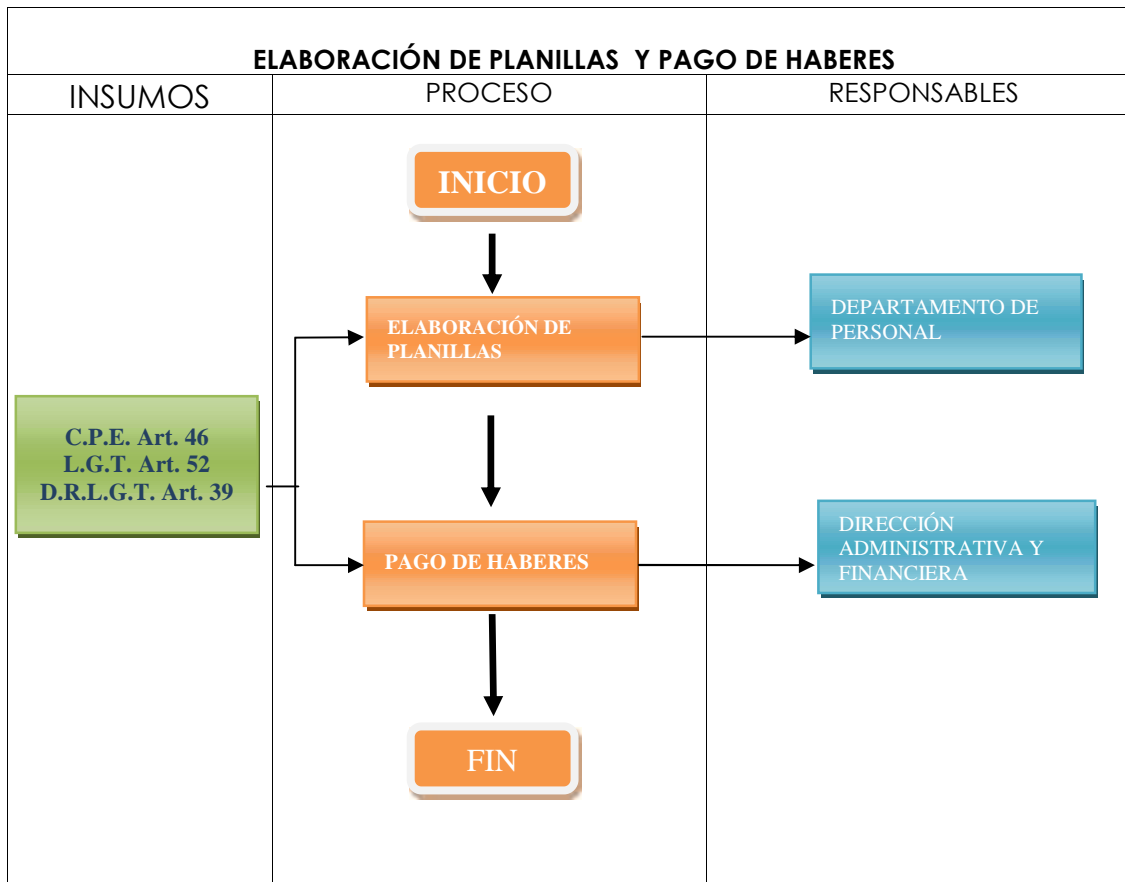 ELABORACIÓN DE PLANILLAS Y PAGO DE HABERES
INSUMOS
PROCESO
RESPONSABLES
INICIO
ELABORACIÓN DE
PLANILLAS
DEPARTAMENTO DE
PERSONAL
C.P.E. Art. 46
L.G.T. Art. 52
D.R.L.G.T. Art. 39
PAGO DE HABERES
DIRECCIÓN
ADMINISTRATIVA Y
FINANCIERA
FIN